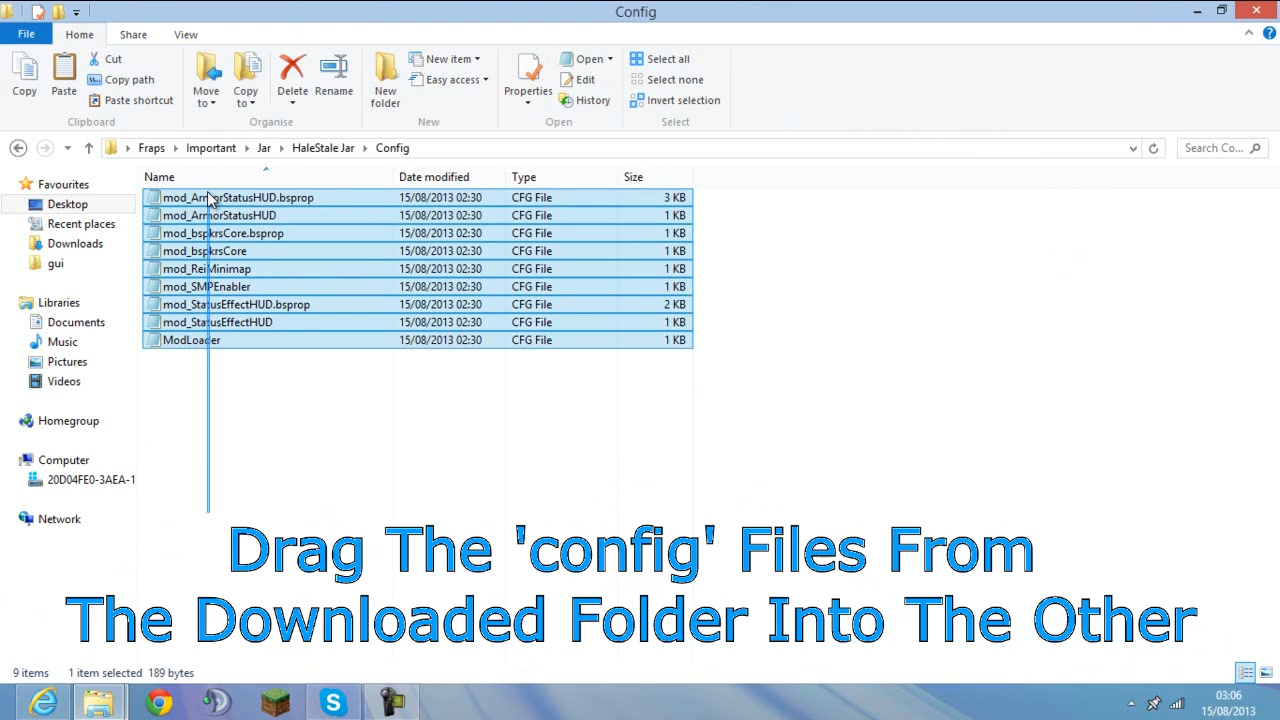 Config
File Home Share View
Copy
Paste
Cut
Copy path
Paste shortcut
Clipboard
Move to
Copy to
Delete
Rename
Organise
New folder
New item
Easy access
New
Properties
Open
Edit
History
Open
Select all
Select none
Invert selection
Select
Fraps Important Jar HaleStale Jar Config
Search Co...
Favourites
Desktop
Recent places
Downloads
gui
Libraries
Documents
Music
Pictures
Videos
Homegroup
Computer
20D04FE0-3AEA-1
Network
Name Date modified Type Size
mod_ArmorStatusHUD.bsprop 15/08/2013 02:30 CFG File 3 KB
mod_ArmorStatusHUD 15/08/2013 02:30 CFG File 1 KB
mod_bspkrsCore.bsprop 15/08/2013 02:30 CFG File 1 KB
mod_bspkrsCore 15/08/2013 02:30 CFG File 1 KB
mod_ReiMinimap 15/08/2013 02:30 CFG File 1 KB
mod_SMPEnabler 15/08/2013 02:30 CFG File 1 KB
mod_StatusEffectHUD.bsprop 15/08/2013 02:30 CFG File 2 KB
mod_StatusEffectHUD 15/08/2013 02:30 CFG File 1 KB
ModLoader 15/08/2013 02:30 CFG File 1 KB
Drag The 'config' Files From
The Downloaded Folder Into The Other
9 items 1 item selected 189 bytes
03:06
15/08/2013